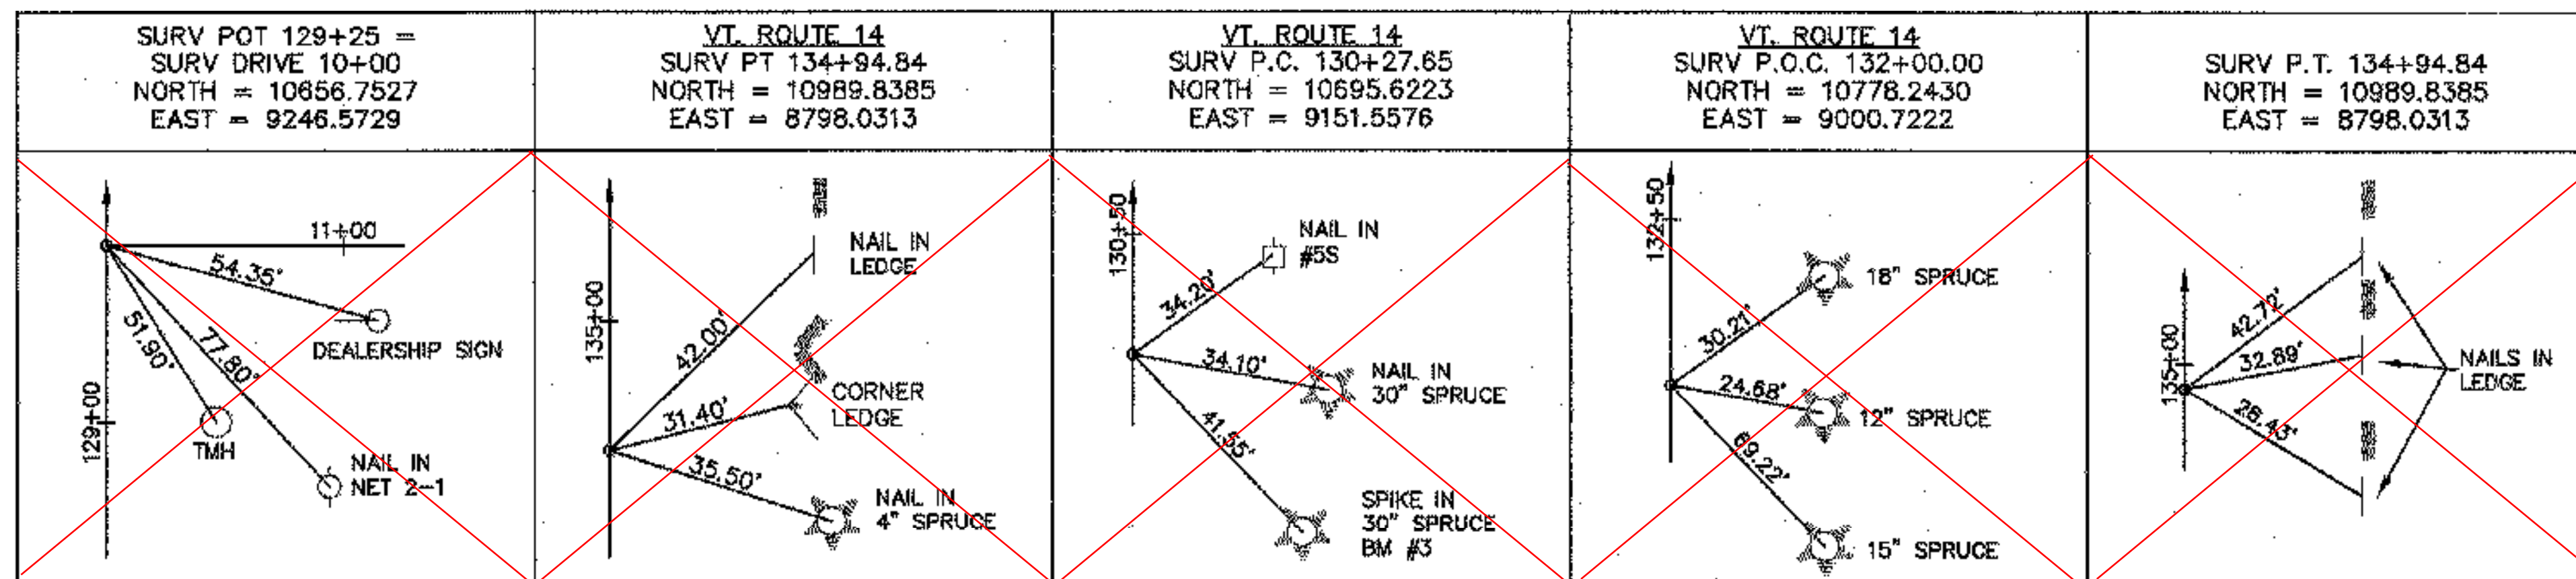 SURV POT 129+25 =
SURV DRIVE 10+00
NORTH = 10656.7527
EAST = 9246.5729
11+00
54.35'
51.90'
77.80'
DEALERSHIP SIGN
129+00
TMH
NAIL IN
NET 2-1
VT. ROUTE 14
SURV PT 134+94.84
NORTH = 10989.8385
EAST = 8798.0313
NAIL IN
LEDGE
135+00
42.00'
31.40'
CORNER
LEDGE
35.50'
NAIL IN
4" SPRUCE
VT. ROUTE 14
SURV P.C. 130+27.65
NORTH = 10695.6223
EAST = 9151.5576
130+50
NAIL IN
#5S
34.20'
34.10'
NAIL IN
30" SPRUCE
41.55'
SPIKE IN
30" SPRUCE
BM #3
VT. ROUTE 14
SURV P.O.C. 132+00.00
NORTH = 10778.2430
EAST = 9000.7222
132+50
18" SPRUCE
30.21'
24.68'
12" SPRUCE
69.22'
15" SPRUCE
SURV P.T. 134+94.84
NORTH = 10989.8385
EAST = 8798.0313
42.72'
32.89'
135+00
NAILS IN
LEDGE
28.43'